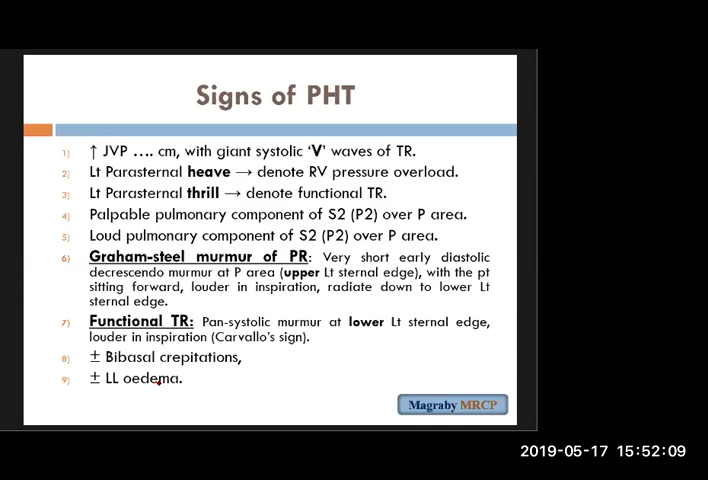 Signs of PHT
1) ↑ JVP .... cm, with giant systolic ‘V’ waves of TR.
2) Lt Parasternal heave → denote RV pressure overload.
3) Lt Parasternal thrill → denote functional TR.
4) Palpable pulmonary component of S2 (P2) over P area.
5) Loud pulmonary component of S2 (P2) over P area.
6) Graham-steel murmur of PR: Very short early diastolic
decrescendo murmur at P area (upper Lt sternal edge), with the pt
sitting forward, louder in inspiration, radiate down to lower Lt
sternal edge.
7) Functional TR: Pan-systolic murmur at lower Lt sternal edge,
louder in inspiration (Carvallo’s sign).
8) ± Bibasal crepitations,
9) ± LL oedema.
Magraby MRCP
2019-05-17 15:52:09